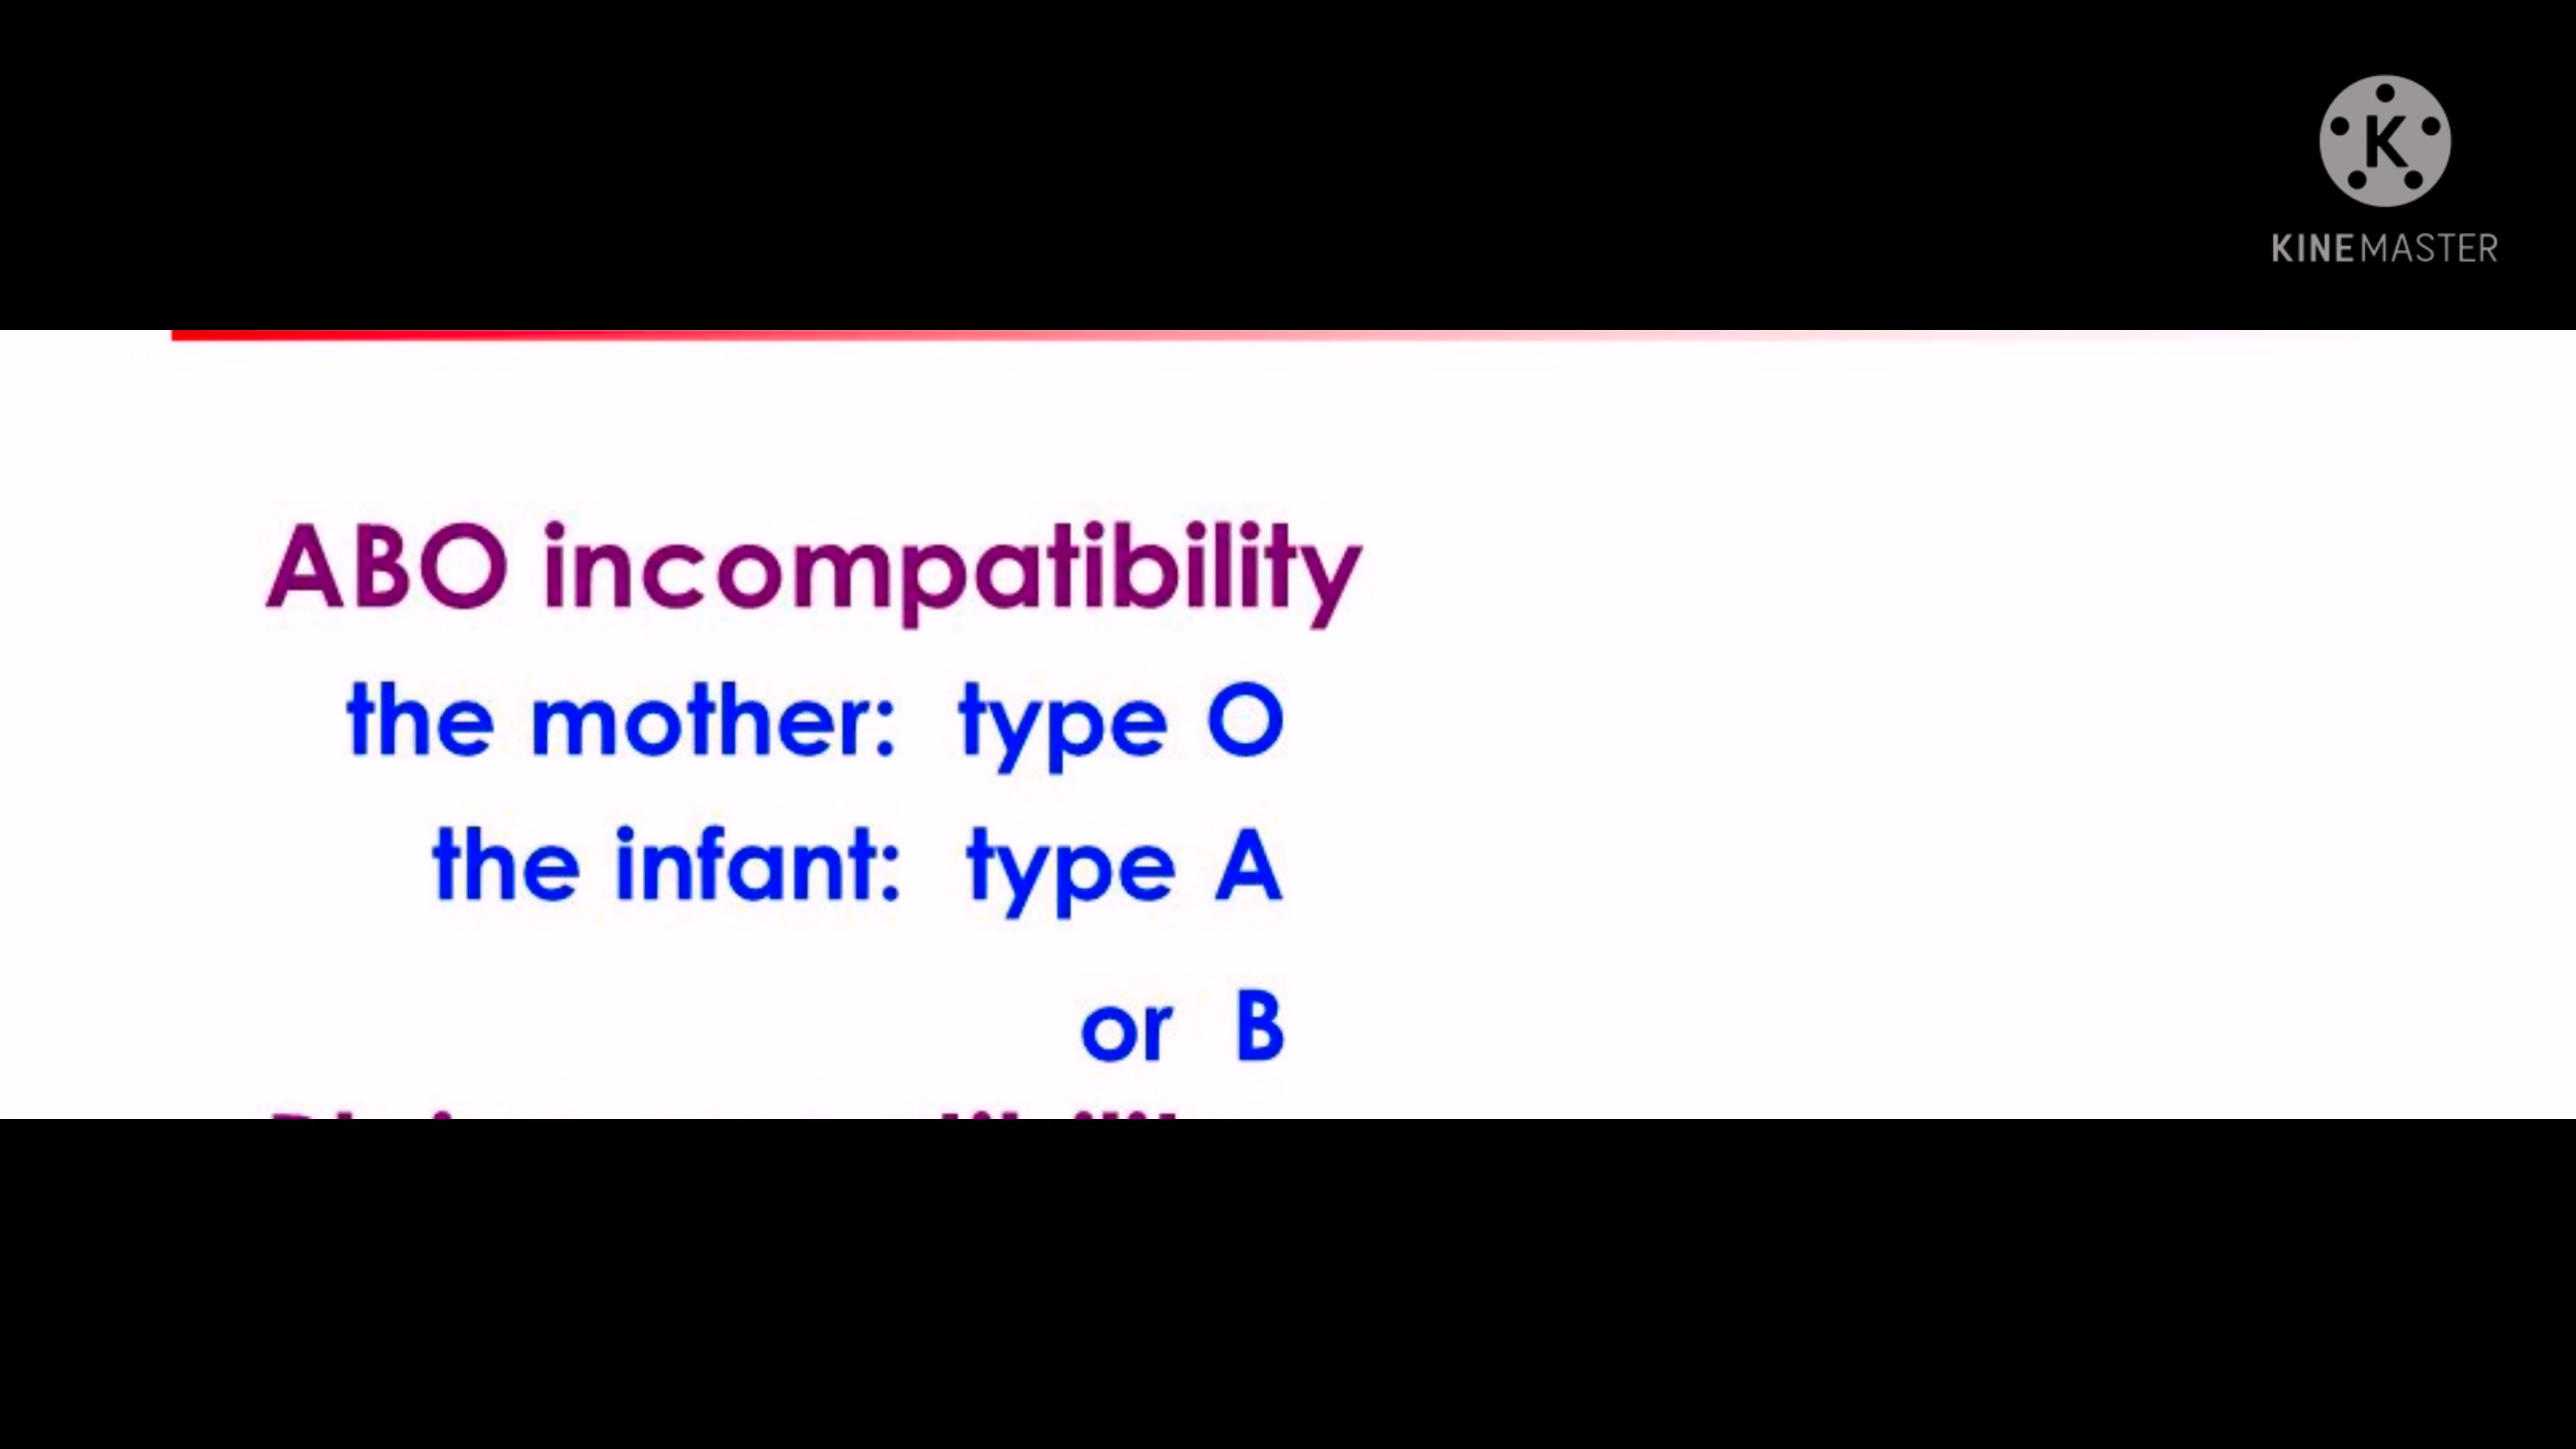 K
KINEMASTER
ABO incompatibility
the mother: type O
the infant: type A
or B